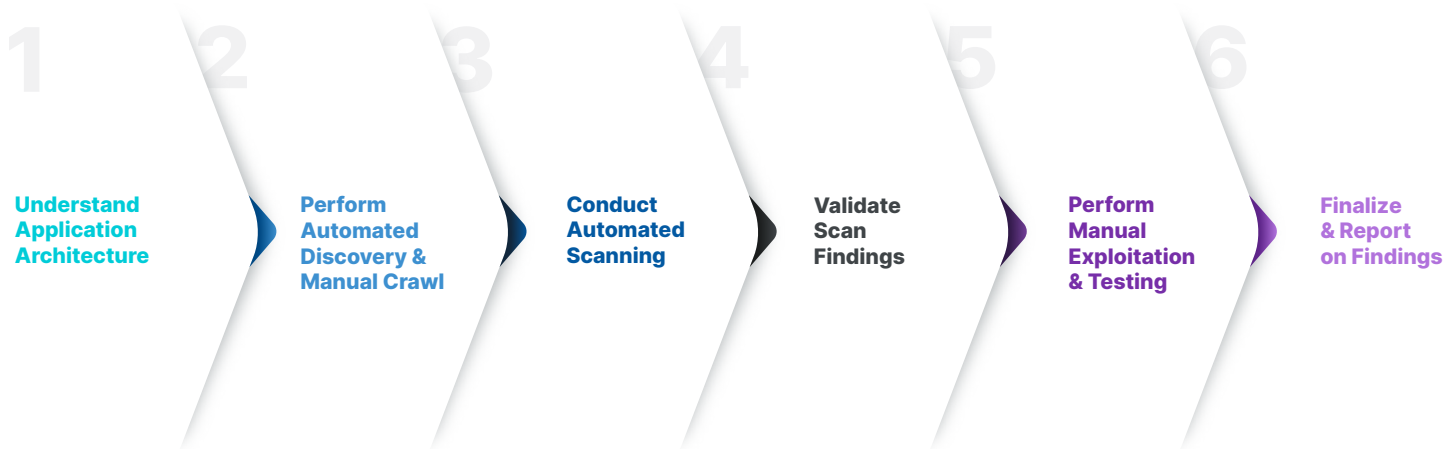 1
Understand
Application
Architecture
2
Perform
Automated
Discovery &
Manual Crawl
3
Conduct
Automated
Scanning
4
Validate
Scan
Findings
5
Perform
Manual
Exploitation
& Testing
6
Finalize
& Report
on Findings